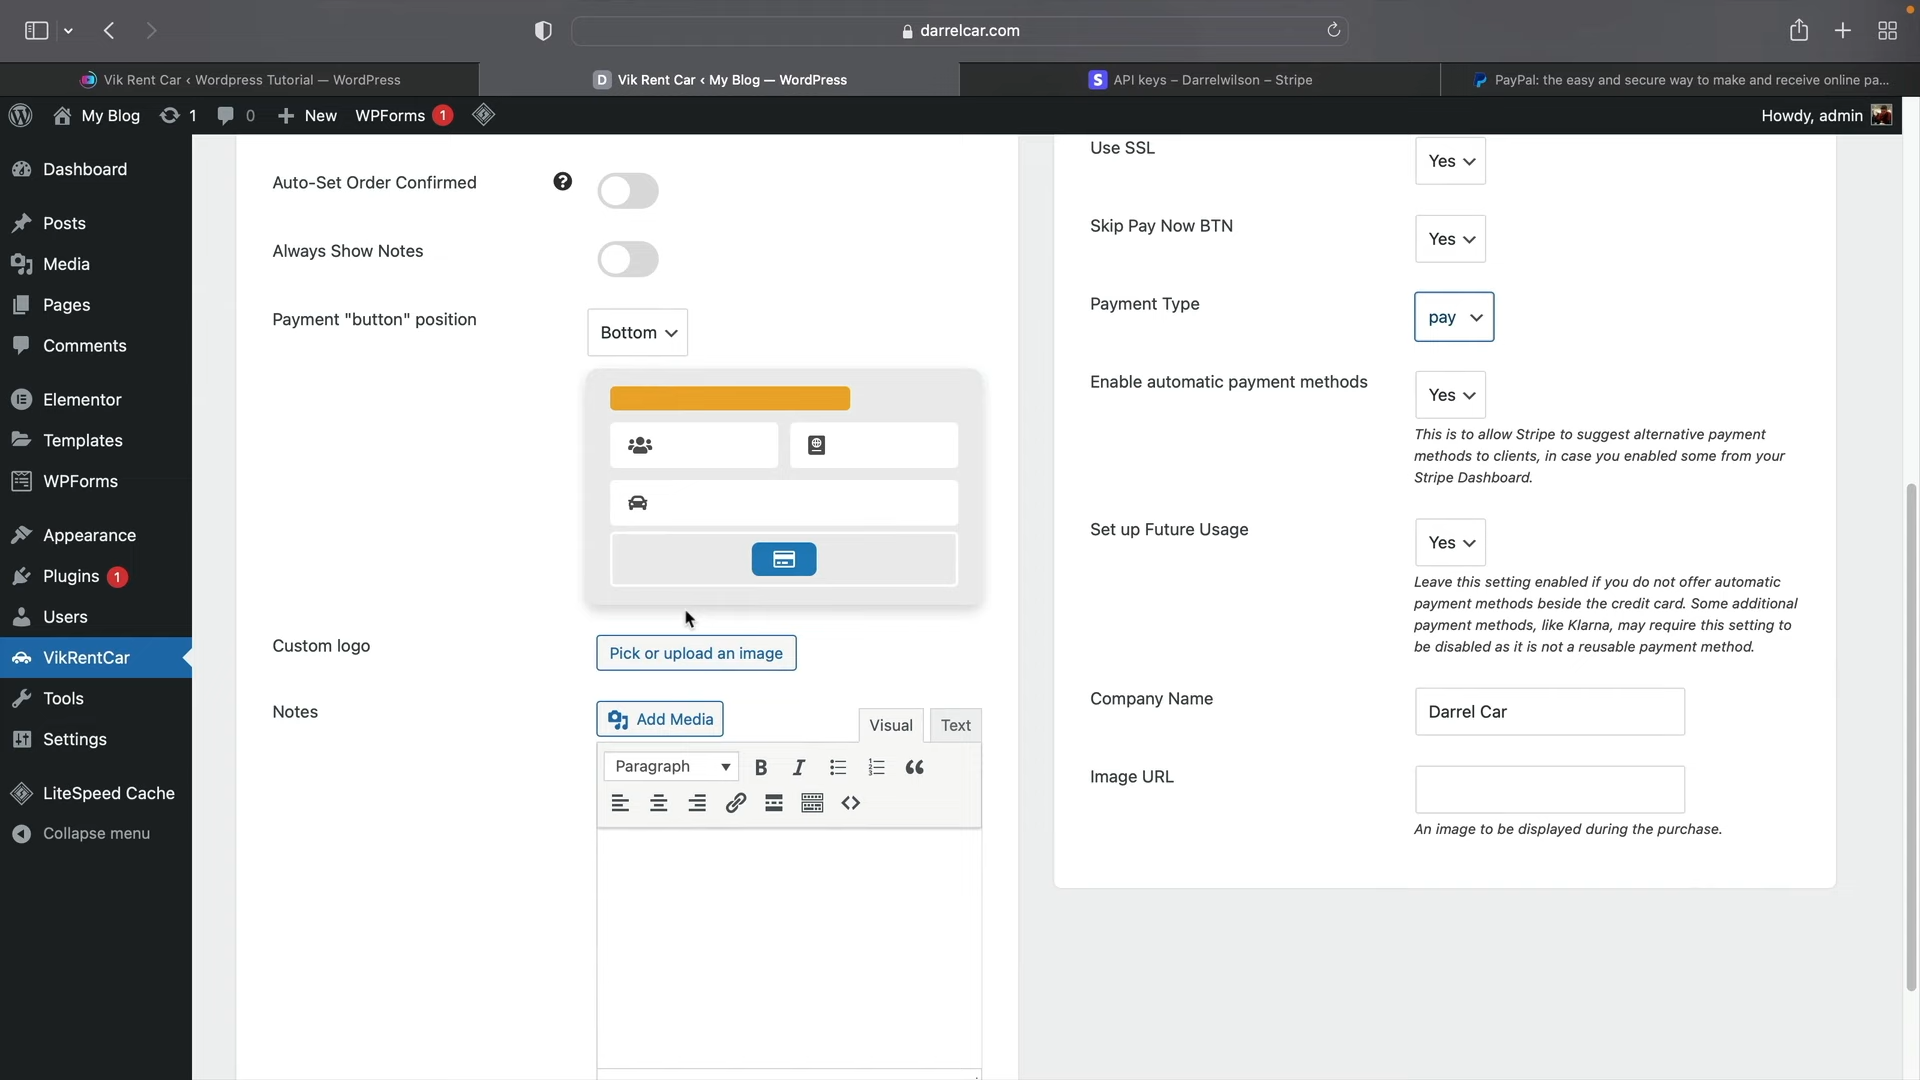 darrelcar.com
Vik Rent Car ‹ Wordpress Tutorial — WordPress
D Vik Rent Car ‹ My Blog — WordPress
S API keys – Darrelwilson – Stripe
PayPal: the easy and secure way to make and receive online pa...
My Blog
1
0
New
WPForms 1
Howdy, admin
Dashboard
Posts
Media
Pages
Comments
Elementor
Templates
WPForms
Appearance
Plugins 1
Users
VikRentCar
Tools
Settings
LiteSpeed Cache
Collapse menu
Auto-Set Order Confirmed
Always Show Notes
Payment "button" position
Bottom
Custom logo
Pick or upload an image
Notes
Add Media
Visual
Text
Paragraph
B I
Use SSL
Yes
Skip Pay Now BTN
Yes
Payment Type
pay
Enable automatic payment methods
Yes
This is to allow Stripe to suggest alternative payment
methods to clients, in case you enabled some from your
Stripe Dashboard.
Set up Future Usage
Yes
Leave this setting enabled if you do not offer automatic
payment methods beside the credit card. Some additional
payment methods, like Klarna, may require this setting to
be disabled as it is not a reusable payment method.
Company Name
Darrel Car
Image URL
An image to be displayed during the purchase.